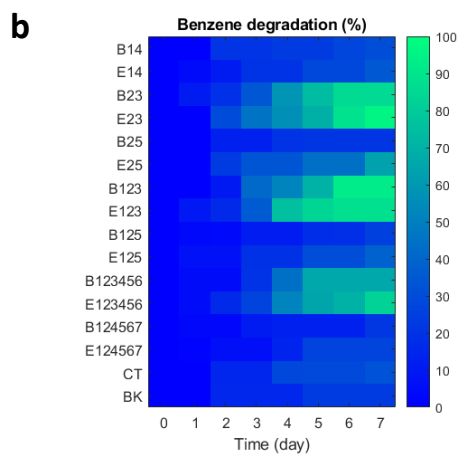 b
Benzene degradation (%)
B14
E14
B23
E23
B25
E25
B123
E123
B125
E125
B123456
E123456
B124567
E124567
CT
BK
0 1 2 3 4 5 6 7
Time (day)
100
90
80
70
60
50
40
30
20
10
0